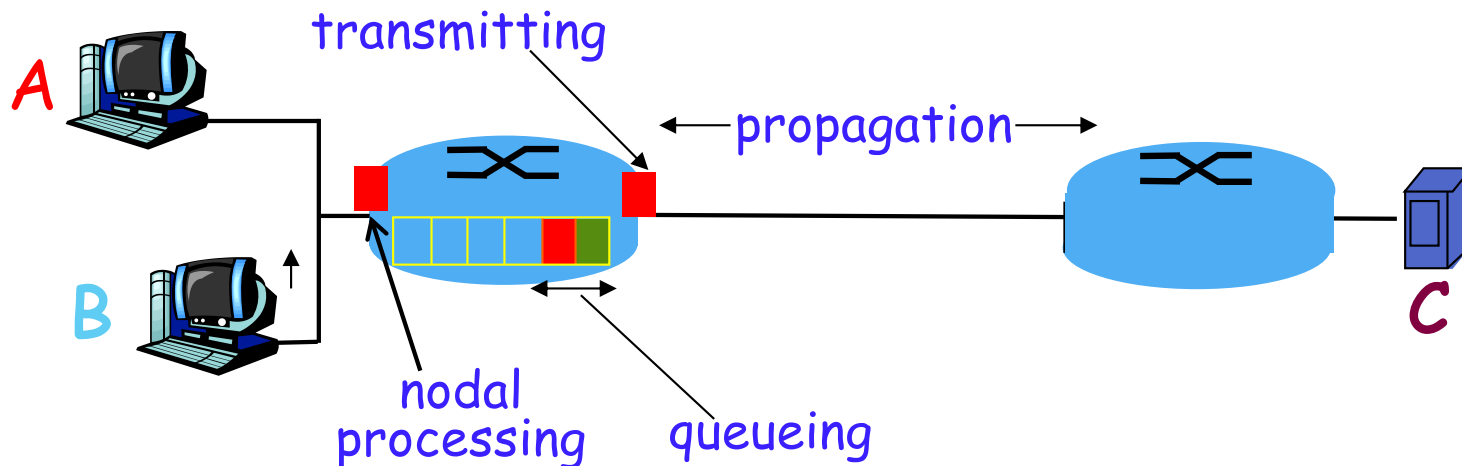 transmitting
A
propagation
B
C
nodal
processing
queueing